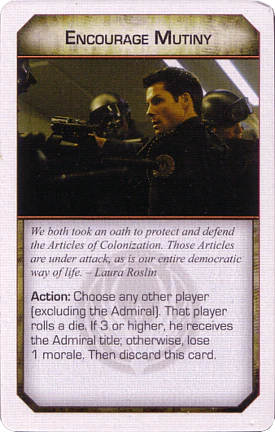 Encourage Mutiny
We both took an oath to protect and defend
the Articles of Colonization. Those Articles
are under attack, as is our entire democratic
way of life. – Laura Roslin
Action: Choose any other player
(excluding the Admiral). That player
rolls a die. If 3 or higher, he receives
the Admiral title; otherwise, lose
1 morale. Then discard this card.